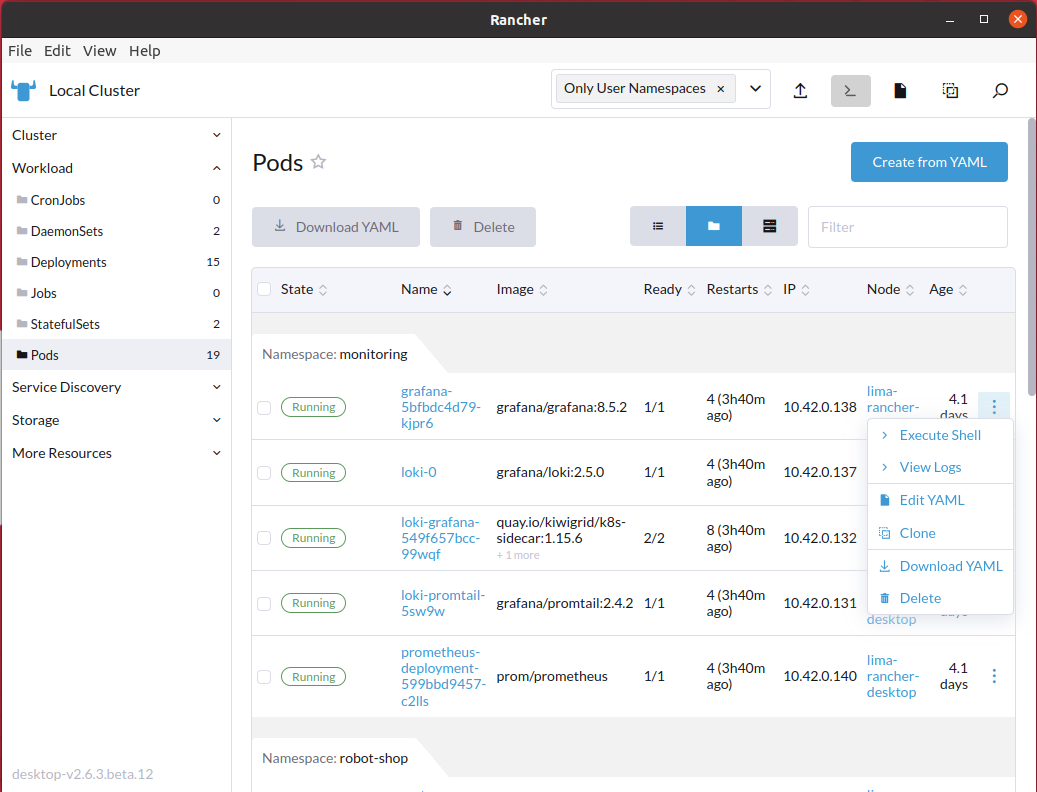 Rancher
File Edit View Help
Local Cluster
Only User Namespaces ×
Cluster
Workload
CronJobs 0
DaemonSets 2
Deployments 15
Jobs 0
StatefulSets 2
Pods 19
Service Discovery
Storage
More Resources
desktop-v2.6.3.beta.12
Pods
Create from YAML
Download YAML
Delete
Filter
State Name Image Ready Restarts IP Node Age
Namespace: monitoring
Running
grafana-
5bfbdc4d79-
kjpr6
grafana/grafana:8.5.2
1/1
4 (3h40m
ago)
10.42.0.138
lima-
rancher-
4.1
days
Running
loki-0
grafana/loki:2.5.0
1/1
4 (3h40m
ago)
10.42.0.137
Running
loki-grafana-
549f657bcc-
99wqf
quay.io/kiwigrid/k8s-
sidecar:1.15.6
+ 1 more
2/2
8 (3h40m
ago)
10.42.0.132
Running
loki-promtail-
5sw9w
grafana/promtail:2.4.2
1/1
4 (3h40m
ago)
10.42.0.131
desktop
Running
prometheus-
deployment-
599bbd9457-
c2lls
prom/prometheus
1/1
4 (3h40m
ago)
10.42.0.140
lima-
rancher-
desktop
4.1
days
Execute Shell
View Logs
Edit YAML
Clone
Download YAML
Delete
Namespace: robot-shop